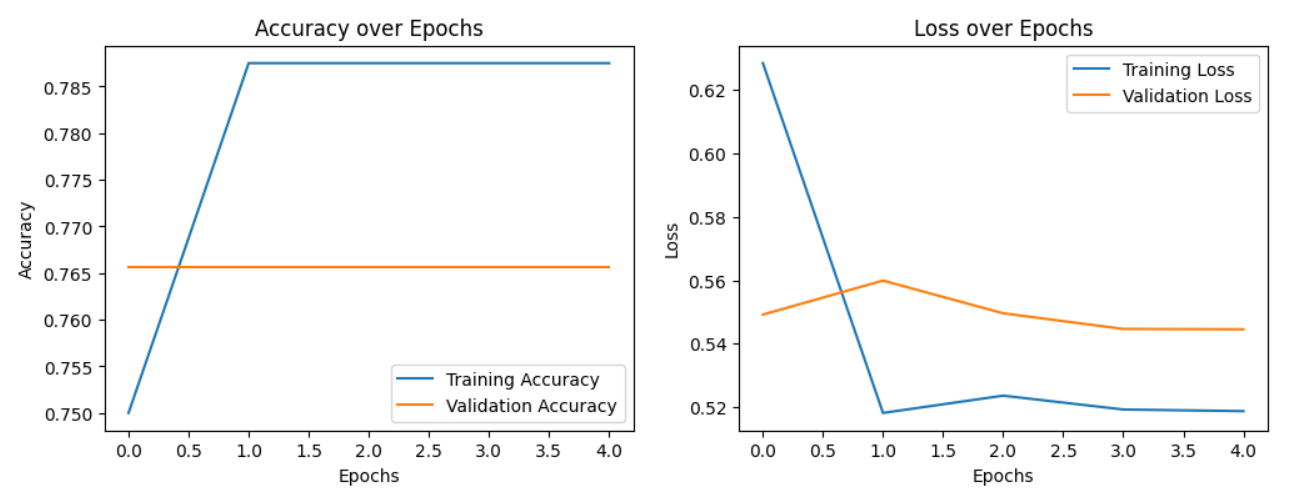 Accuracy over Epochs
Accuracy
0.785
0.780
0.775
0.770
0.765
0.760
0.755
0.750
Training Accuracy
Validation Accuracy
0.0 0.5 1.0 1.5 2.0 2.5 3.0 3.5 4.0
Epochs
Loss over Epochs
Loss
0.62
0.60
0.58
0.56
0.54
0.52
Training Loss
Validation Loss
0.0 0.5 1.0 1.5 2.0 2.5 3.0 3.5 4.0
Epochs